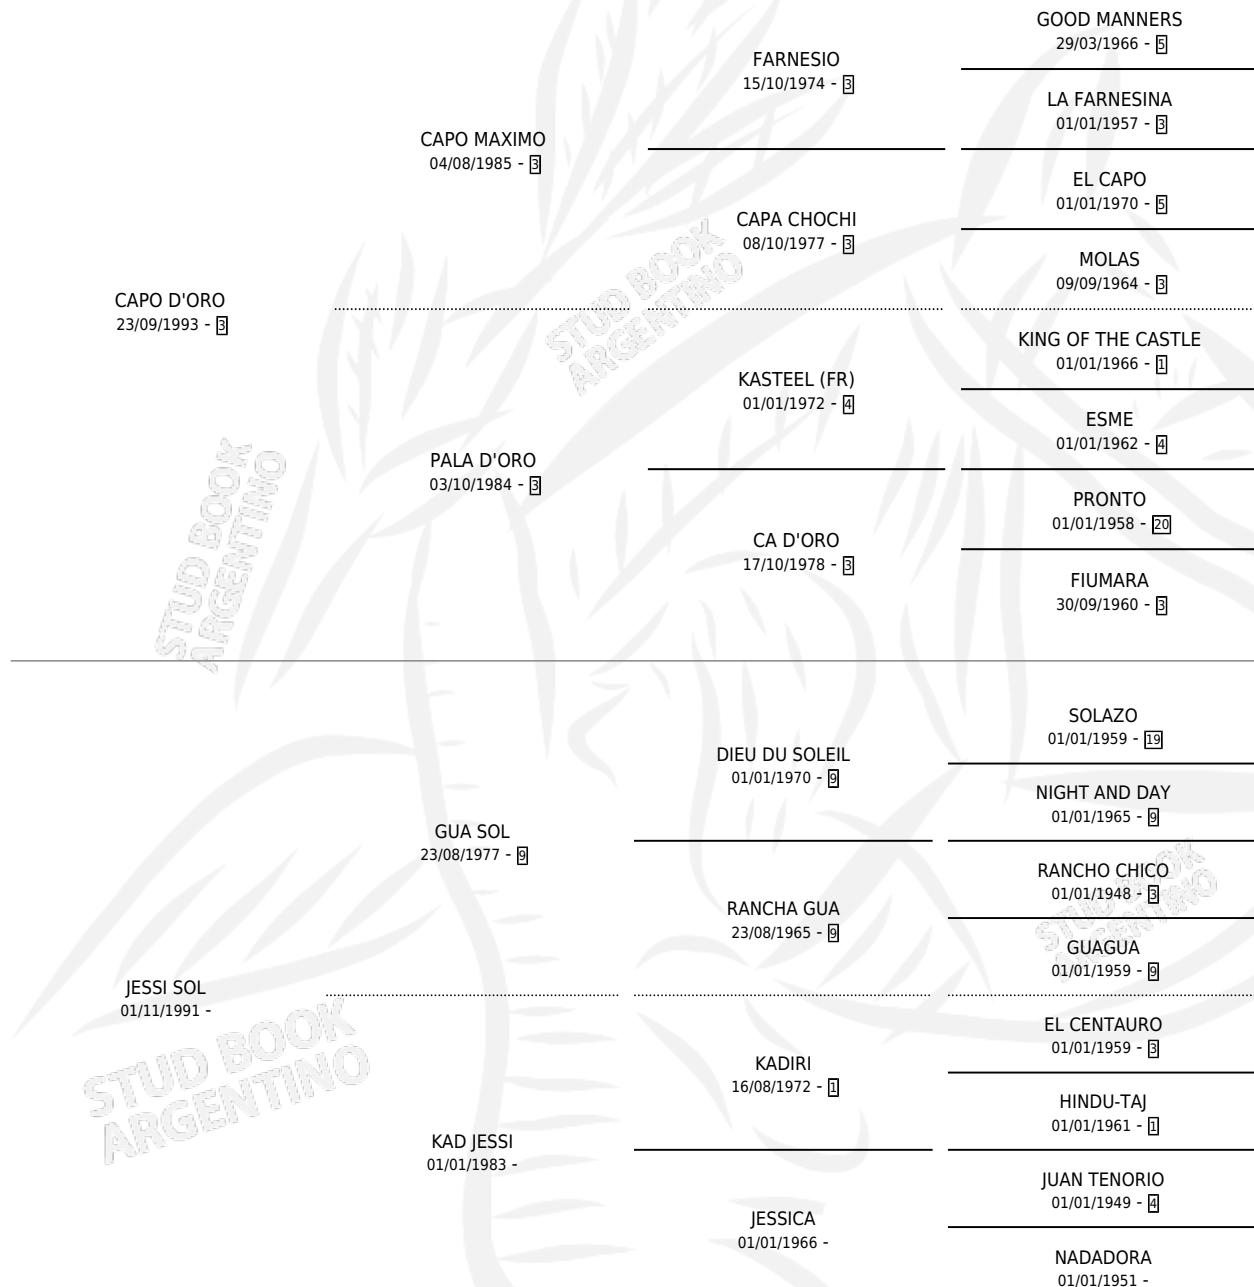 GOOD MANNERS
29/03/1966 - 5
FARNESIO
15/10/1974 - 3
LA FARNESINA
01/01/1957 - 3
CAPO MAXIMO
04/08/1985 - 3
EL CAPO
01/01/1970 - 5
CAPA CHOCHI
08/10/1977 - 3
MOLAS
09/09/1964 - 3
CAPO D'ORO
23/09/1993 - 3
STUD BOOK
ARGENTINO
KING OF THE CASTLE
01/01/1966 - 1
KASTEEL (FR)
01/01/1972 - 4
ESME
01/01/1962 - 4
PALA D'ORO
03/10/1984 - 3
PRONTO
01/01/1958 - 20
CA D'ORO
17/10/1978 - 3
FIUMARA
30/09/1960 - 3
STUD BOOK
ARGENTINO
SOLAZO
01/01/1959 - 19
DIEU DU SOLEIL
01/01/1970 - 9
NIGHT AND DAY
01/01/1965 - 9
GUA SOL
23/08/1977 - 9
RANCHO CHICO
01/01/1948 - 3
RANCHA GUA
23/08/1965 - 9
STUD BOOK
ARGENTINO
GUAGUA
01/01/1959 - 9
JESSI SOL
01/11/1991 -
EL CENTAURO
01/01/1959 - 3
KADIRI
16/08/1972 - 1
STUD BOOK
ARGENTINO
HINDU-TAJ
01/01/1961 - 1
KAD JESSI
01/01/1983 -
JUAN TENORIO
01/01/1949 - 4
JESSICA
01/01/1966 -
NADADORA
01/01/1951 -